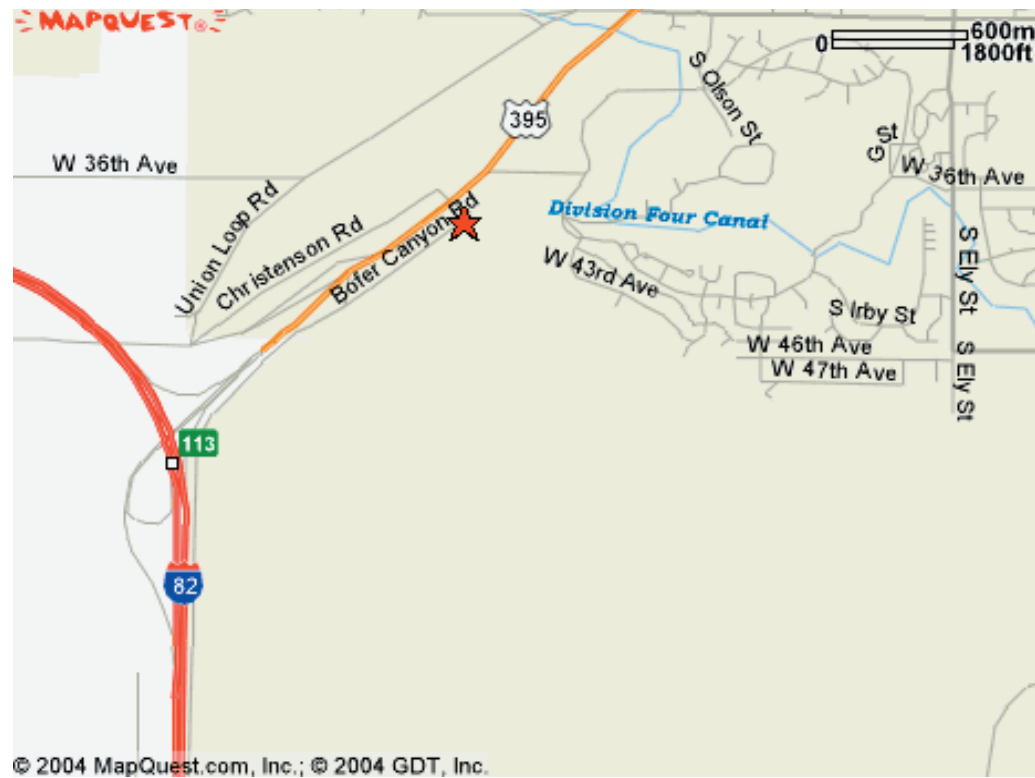 MAPQUEST®
600m
0
1800ft
S Olson St
395
G St
W 36th Ave
W 36th Ave
Union Loop Rd
Christenson Rd
Bofer Canyon Rd
Division Four Canal
W 43rd Ave
S Ely St
S Irby St
W 46th Ave
S Ely St
W 47th Ave
113
82
© 2004 MapQuest.com, Inc.; © 2004 GDT, Inc.